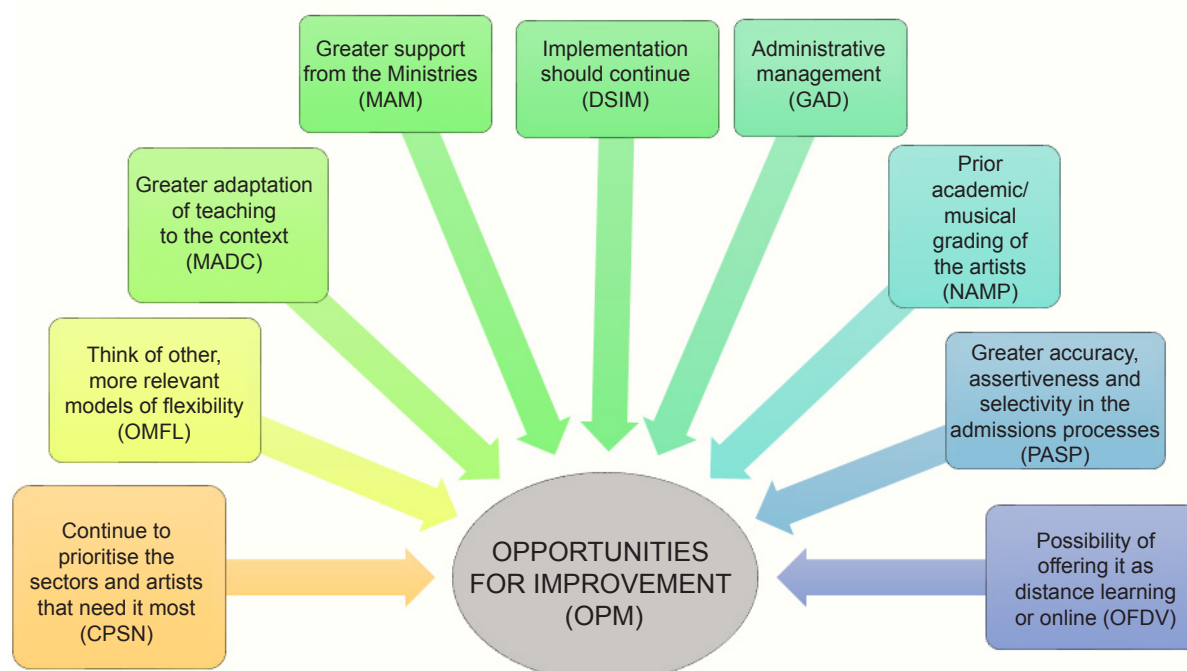 Greater support
from the Ministries
(MAM)
Implementation
should continue
(DSIM)
Administrative
management
(GAD)
Greater adaptation
of teaching
to the context
(MADC)
Prior
academic/
musical
grading of
the artists
(NAMP)
Think of other,
more relevant
models of flexibility
(OMFL)
Greater accuracy,
assertiveness and
selectivity in the
admissions processes
(PASP)
Continue to
prioritise the
sectors and artists
that need it most
(CPSN)
OPPORTUNITIES
FOR IMPROVEMENT
(OPM)
Possibility of
offering it as
distance learning
or online (OFDV)